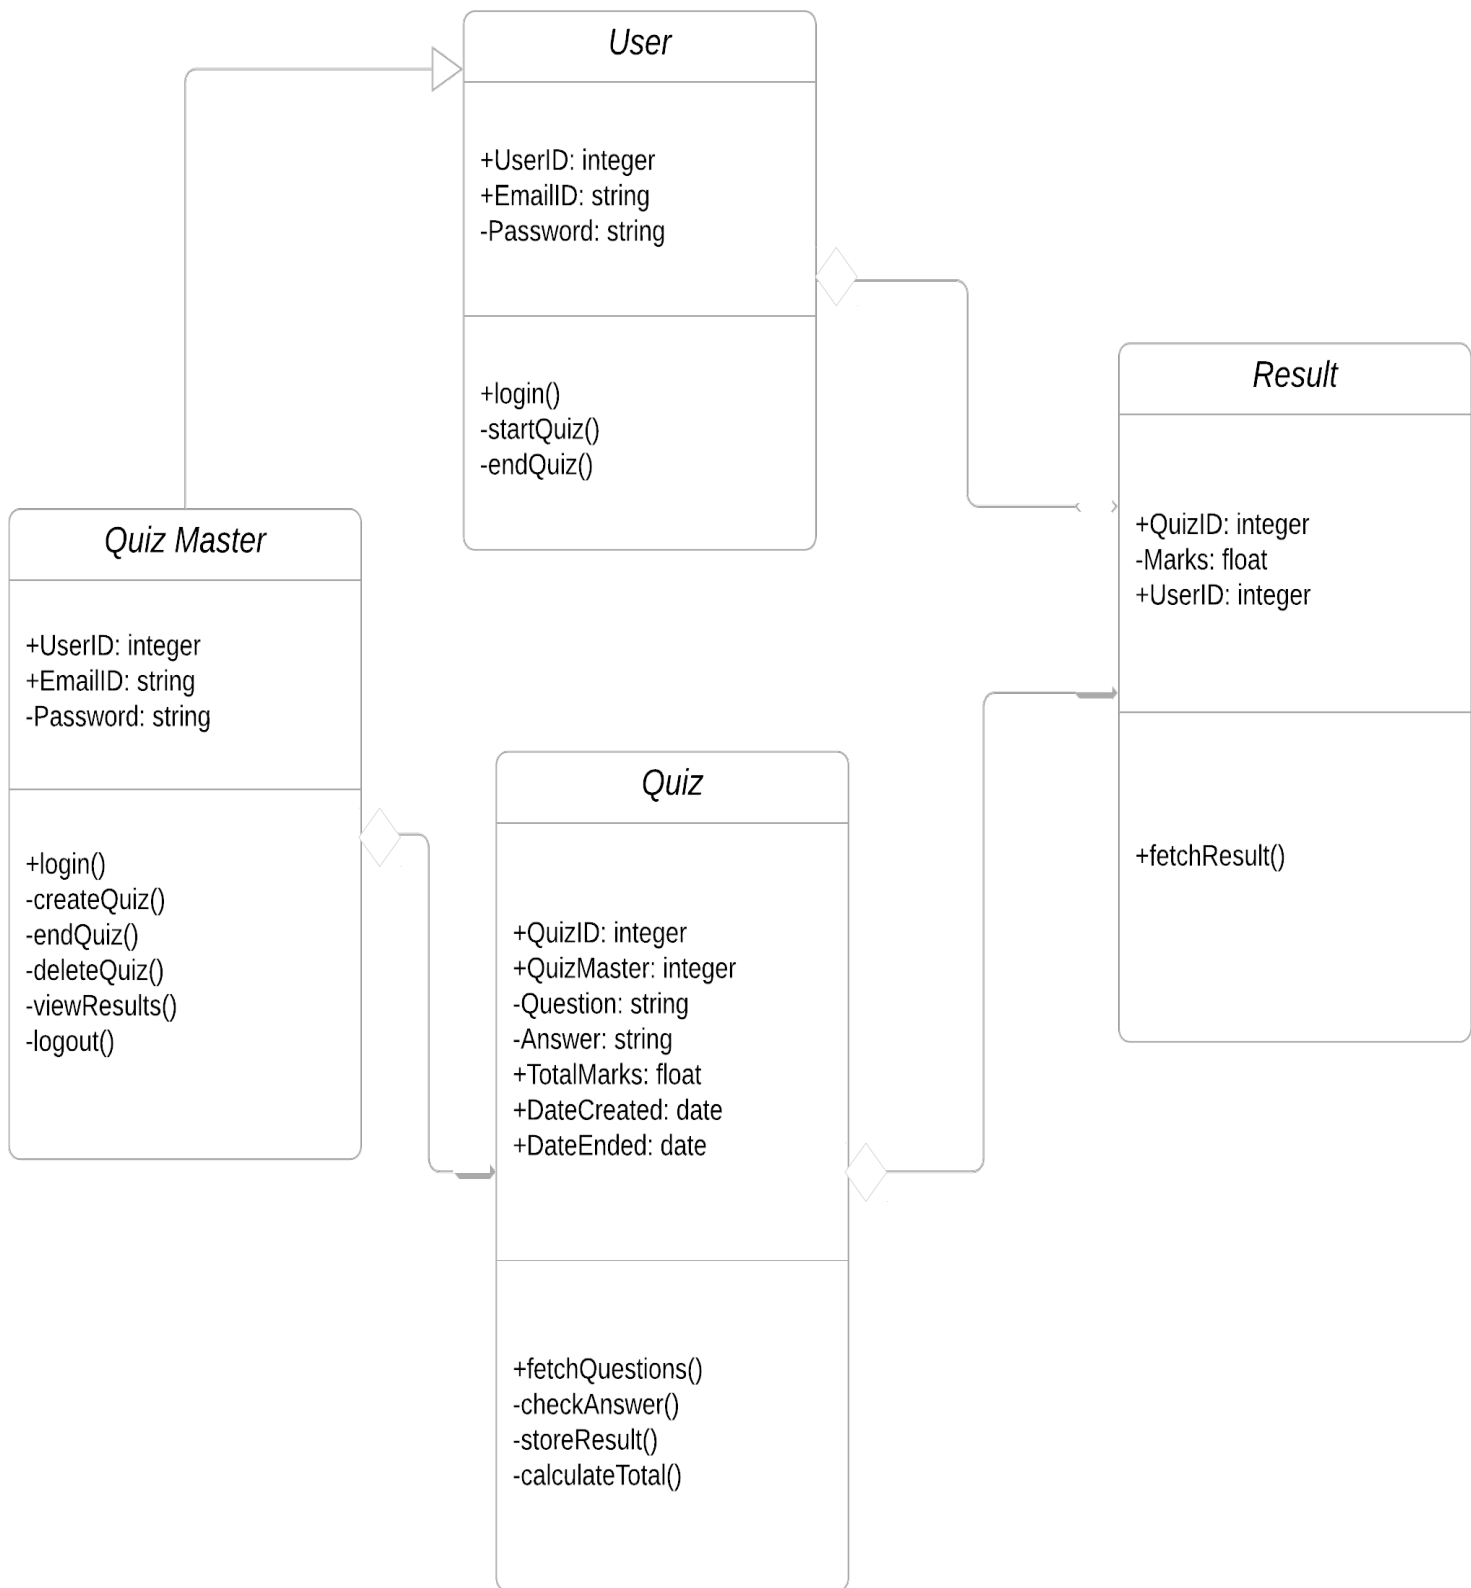 User
+UserID: integer
+EmailID: string
-Password: string
+login()
-startQuiz()
-endQuiz()
Result
+QuizID: integer
-Marks: float
+UserID: integer
+fetchResult()
Quiz Master
+UserID: integer
+EmailID: string
-Password: string
+login()
-createQuiz()
-endQuiz()
-deleteQuiz()
-viewResults()
-logout()
Quiz
+QuizID: integer
+QuizMaster: integer
-Question: string
-Answer: string
+TotalMarks: float
+DateCreated: date
+DateEnded: date
+fetchQuestions()
-checkAnswer()
-storeResult()
-calculateTotal()